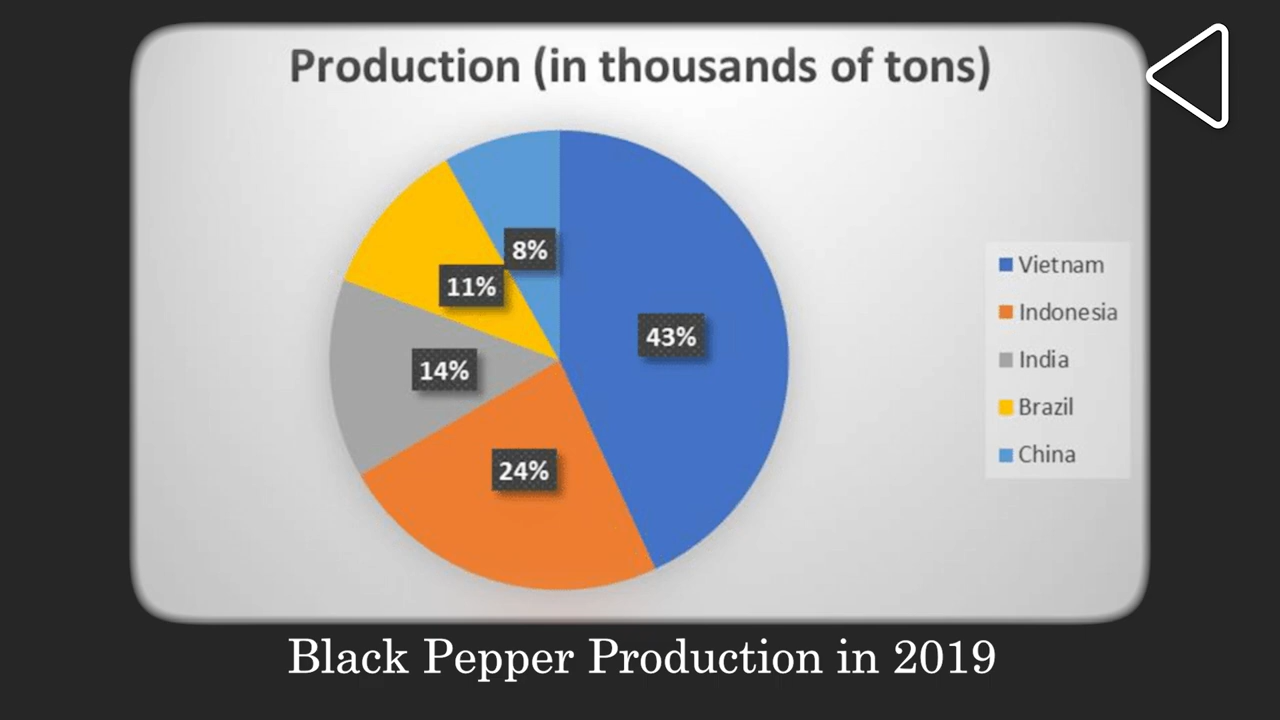 Production (in thousands of tons)
8%
11%
43%
14%
24%
Vietnam
Indonesia
India
Brazil
China
Black Pepper Production in 2019